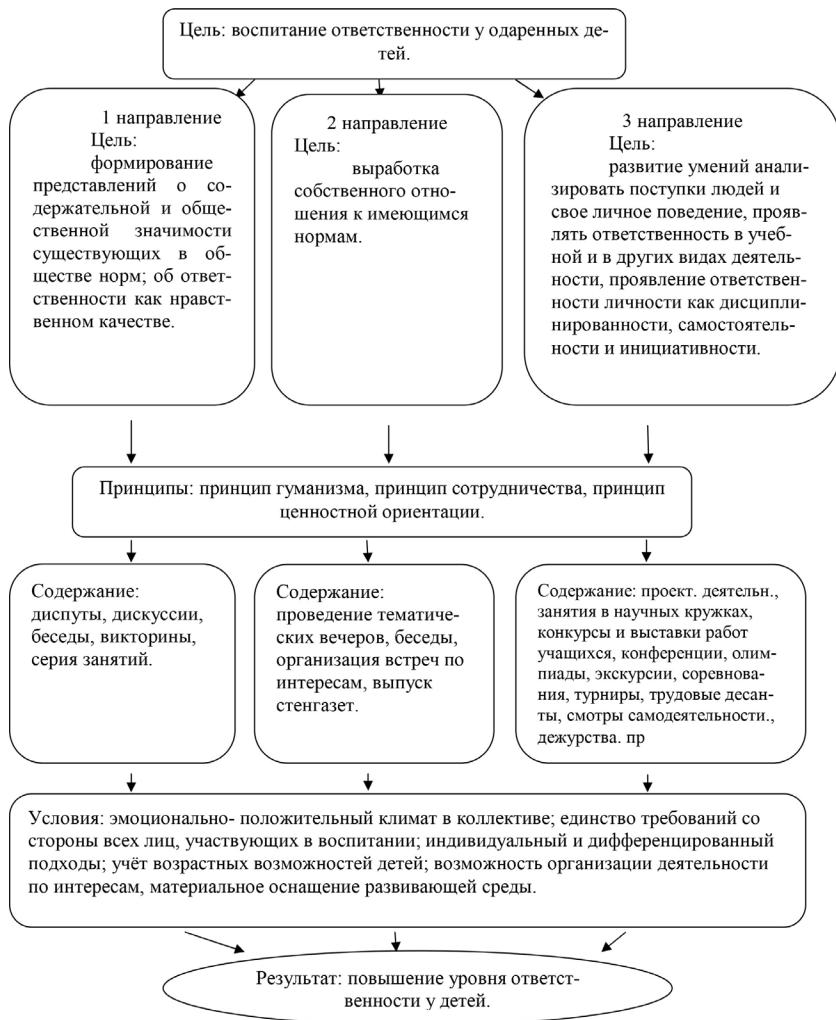 Цель: воспитание ответственности у одаренных де-
тей.
1 направление
Цель:
формирование
представлений о со-
держательной и обще-
ственной значимости
существующих в об-
ществе норм; об ответ-
ственности как нравст-
венном качестве.
2 направление
Цель:
выработка
собственного отно-
шения к имеющимся
нормам.
3 направление
Цель:
развитие умений анали-
зировать поступки людей и
свое личное поведение, прояв-
лять ответственность в учеб-
ной и в других видах деятель-
ности, проявление ответствен-
ности личности как дисципли-
нированности, самостоятель-
ности и инициативности.
Принципы: принцип гуманизма, принцип сотрудничества, принцип
ценностной ориентации.
Содержание:
диспуты, дискуссии,
беседы, викторины,
серия занятий.
Содержание:
проведение тематиче-
ских вечеров, беседы,
организация встреч по
интересам, выпуск
стенгазет.
Содержание: проект. деятельн.,
занятия в научных кружках,
конкурсы и выставки работ
учащихся, конференции, олим-
пиады, экскурсии, соревнова-
ния, турниры, трудовые десан-
ты, смотры самодеятельности.,
дежурства. пр
Условия: эмоционально- положительный климат в коллективе; единство требований со
стороны всех лиц, участвующих в воспитании; индивидуальный и дифференцированный
подходы; учёт возрастных возможностей детей; возможность организации деятельности
по интересам, материальное оснащение развивающей среды.
Результат: повышение уровня ответст-
венности у детей.